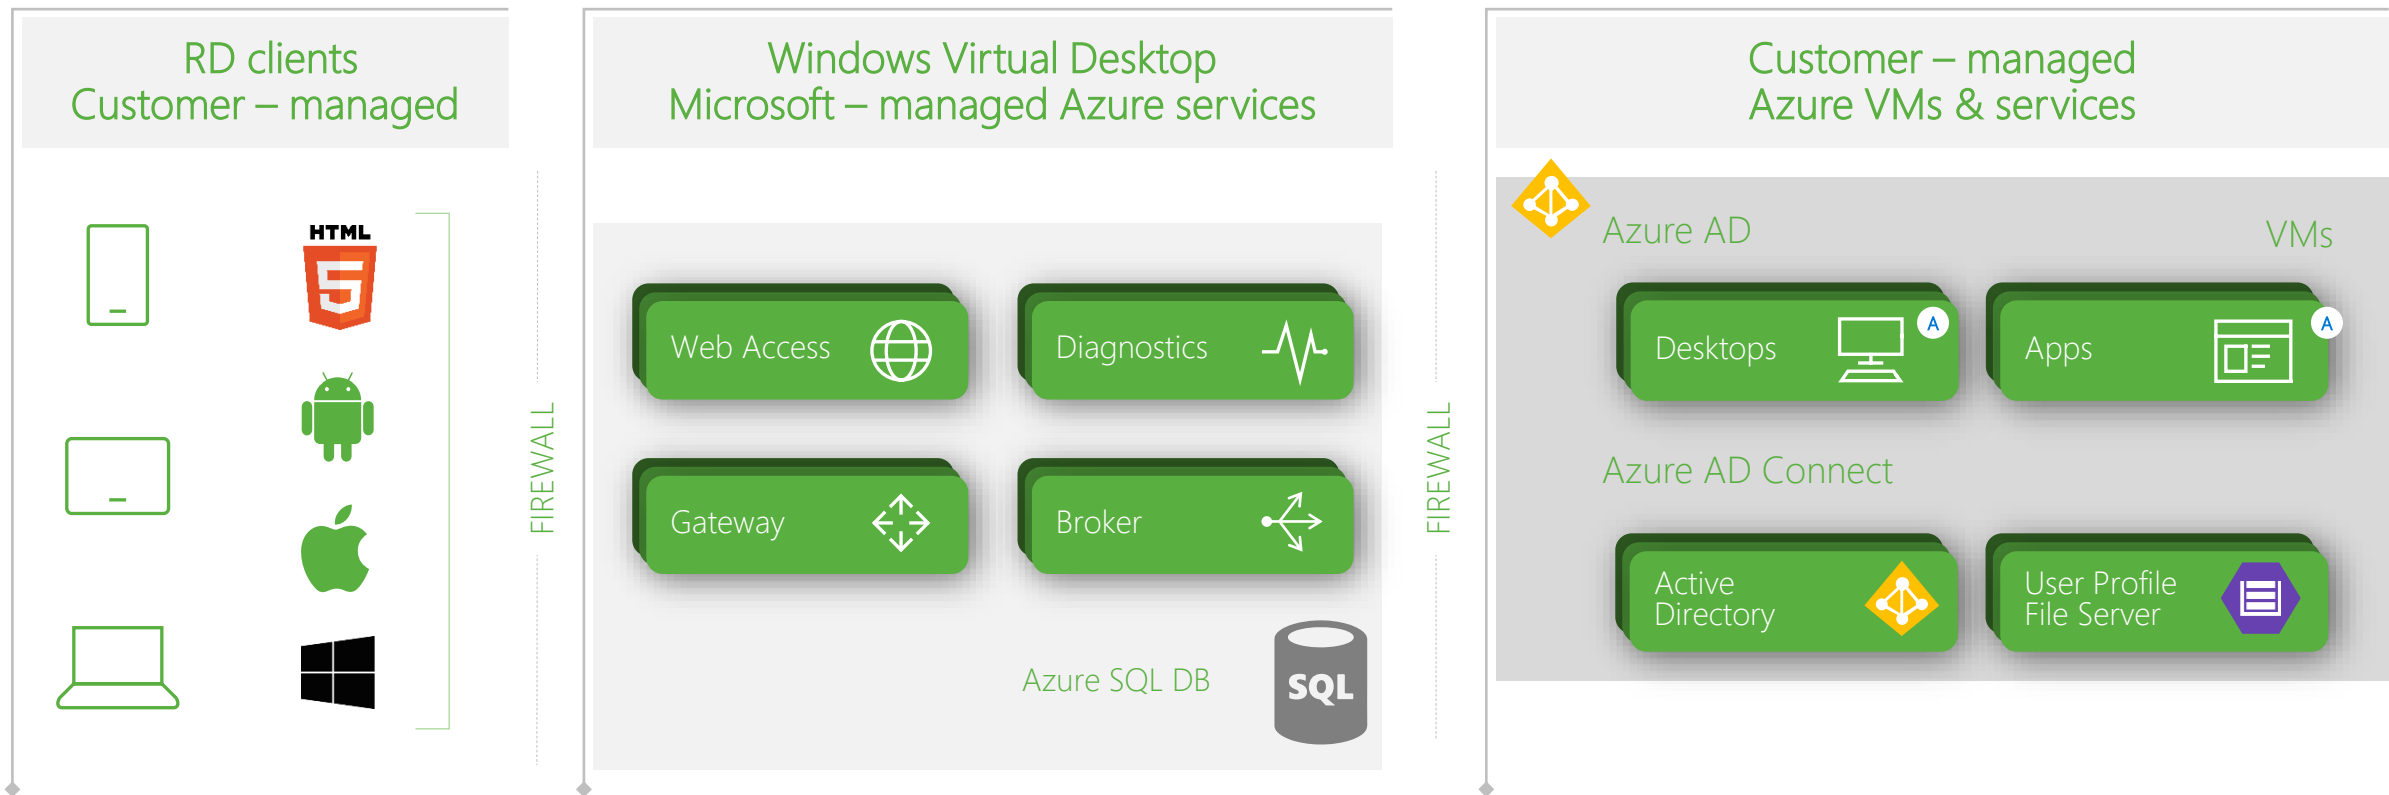 RD clients
Customer – managed
HTML
5
FIREWALL
Windows Virtual Desktop
Microsoft – managed Azure services
Web Access
Diagnostics
Gateway
Broker
Azure SQL DB
SQL
FIREWALL
Customer – managed
Azure VMs & services
Azure AD
VMs
Desktops
A
Apps
A
Azure AD Connect
Active
Directory
User Profile
File Server